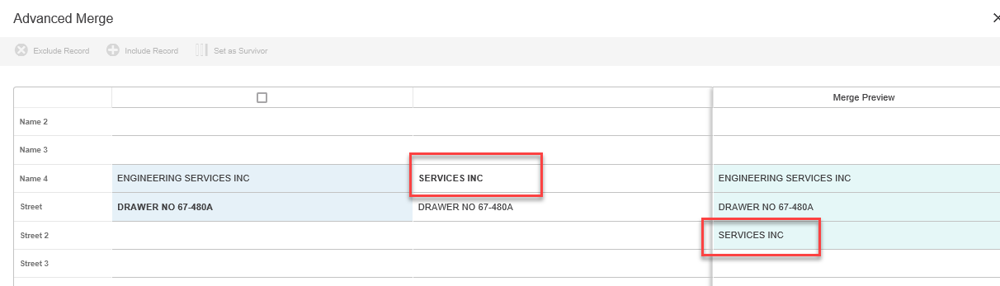 Advanced Merge
Exclude Record Include Record Set as Survivor
Merge Preview
Name 2
Name 3
Name 4 ENGINEERING SERVICES INC SERVICES INC ENGINEERING SERVICES INC
Street DRAWER NO 67-480A DRAWER NO 67-480A DRAWER NO 67-480A
Street 2 SERVICES INC
Street 3